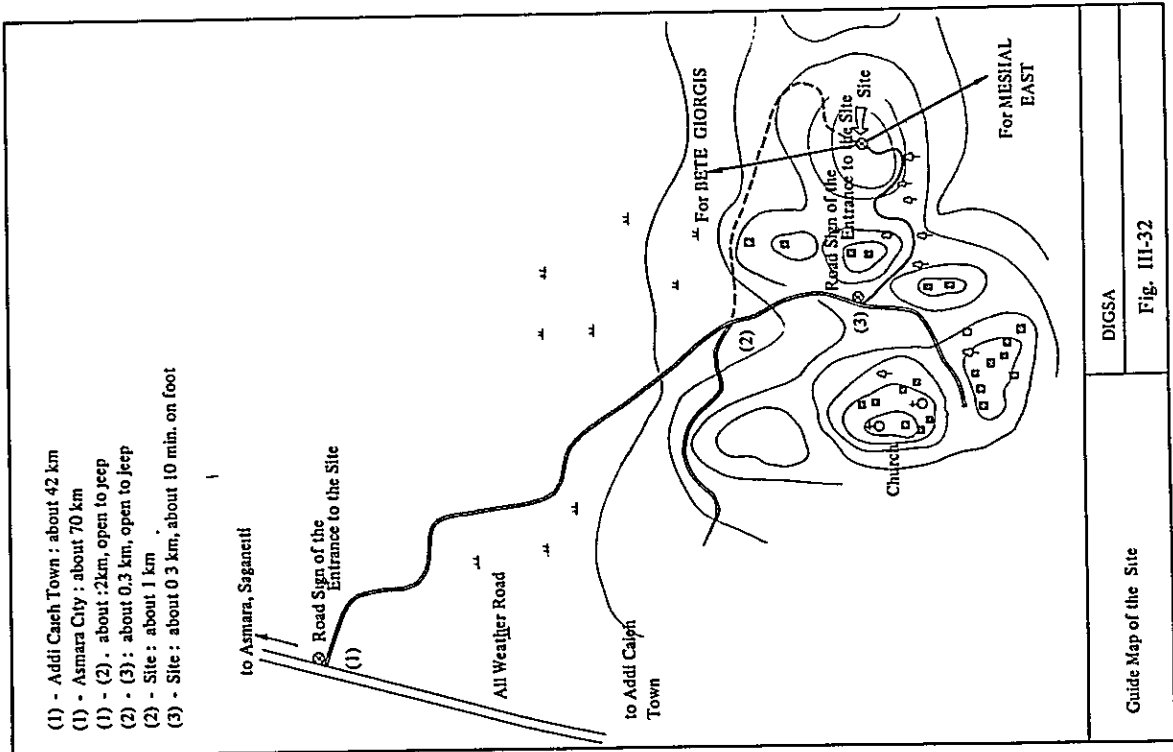 (1) - Addi Caieh Town : about 42 km
(1) - Asmara City : about 70 km
(1) - (2) . about :2km, open to jeep
(2) - (3) : about 0.3 km, open to jeep
(2) - Site : about 1 km
(3) - Site : about 0 3 km, about 10 min. on foot
to Asmara, Saganeiti
Road Sign of the
Entrance to the Site
(1)
All Weather Road
to Addi Caieh
Town
(2)
For BETE GIORGIS
Road Sign of the
Entrance to the Site
Site
(3)
Church
For MESHAL
EAST
Guide Map of the Site
DIGSA
Fig. III-32